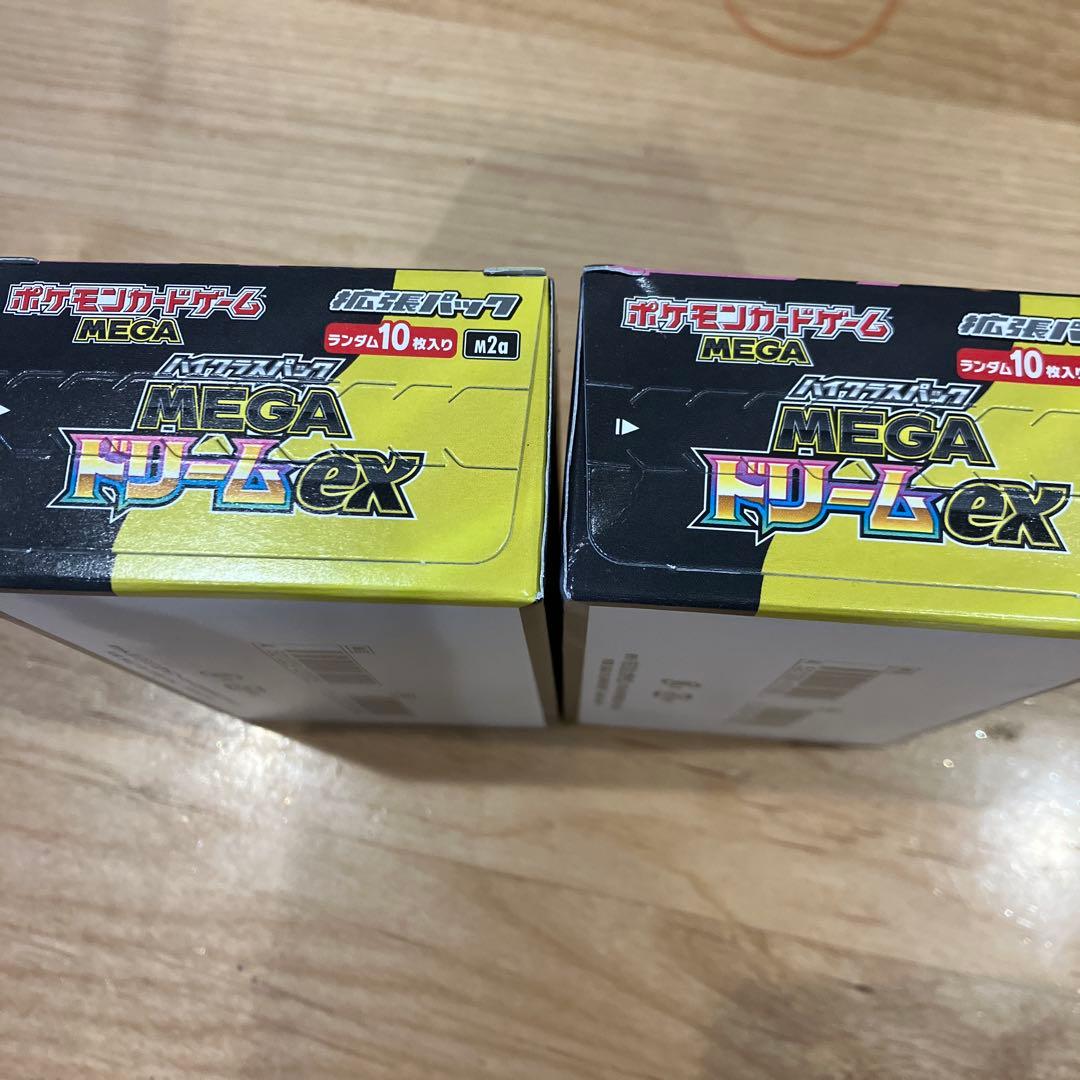 ポケモンカードゲーム
MEGA
拡張パック
ランダム10枚入り
M2a
ハイクラスパック
MEGA
ドリームex
ポケモンカードゲーム
MEGA
拡張パ
ランダム10枚入り
ハイクラスパック
MEGA
ドリームex